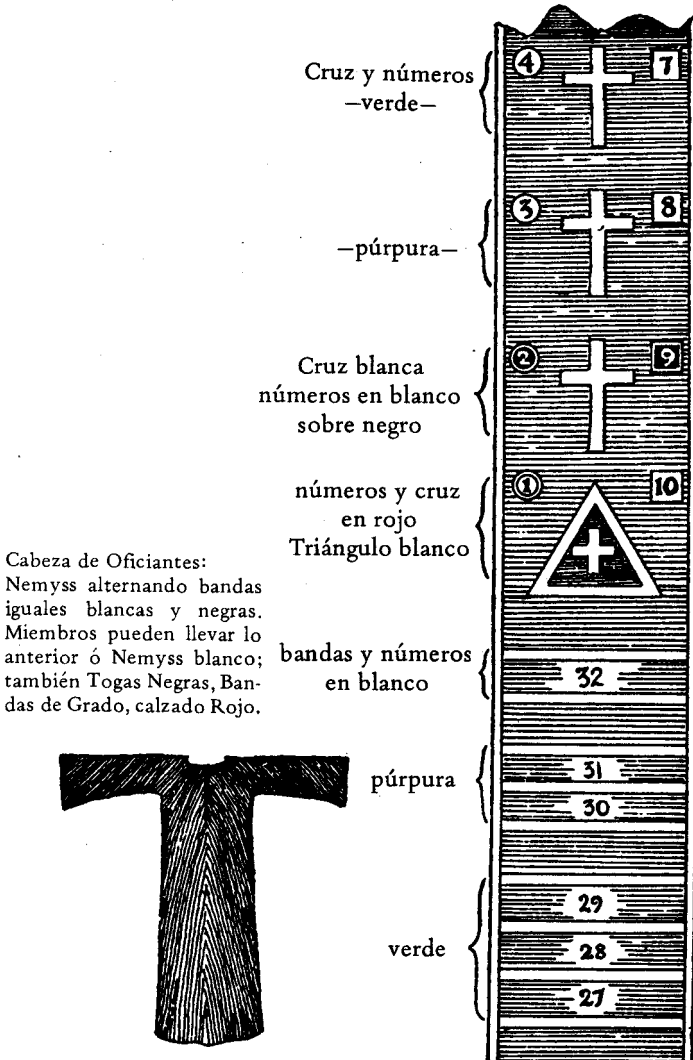 4 7
Cruz y números
—verde—
3 8
—púrpura—
2 9
Cruz blanca
números en blanco
sobre negro
1 10
números y cruz
en rojo
Triángulo blanco
Cabeza de Oficiantes:
Nemyss alternando bandas
iguales blancas y negras.
Miembros pueden llevar lo
anterior ó Nemyss blanco;
también Togas Negras, Ban-
das de Grado, calzado Rojo.
bandas y números
en blanco
32
púrpura
31
30
verde
29
28
27